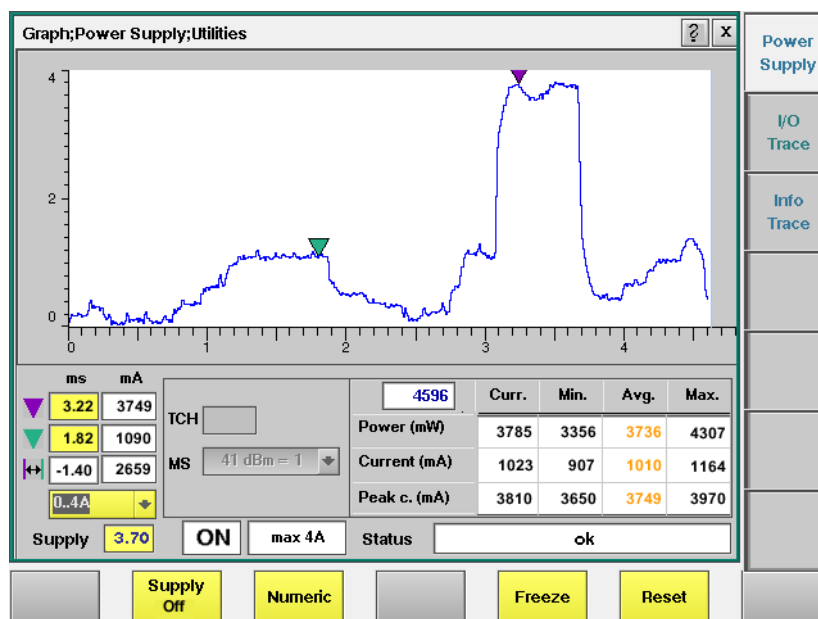 Graph;Power Supply;Utilities
? X
Power
Supply
I/O
Trace
Info
Trace
4
2
0
0 1 2 3 4
ms mA
3.22 3749
1.82 1090
-1.40 2659
0..4A
TCH
MS 41 dBm = 1
4596 Curr. Min. Avg. Max.
Power (mW) 3785 3356 3736 4307
Current (mA) 1023 907 1010 1164
Peak c. (mA) 3810 3650 3749 3970
Supply 3.70 ON max 4A Status ok
Supply
Off
Numeric
Freeze
Reset